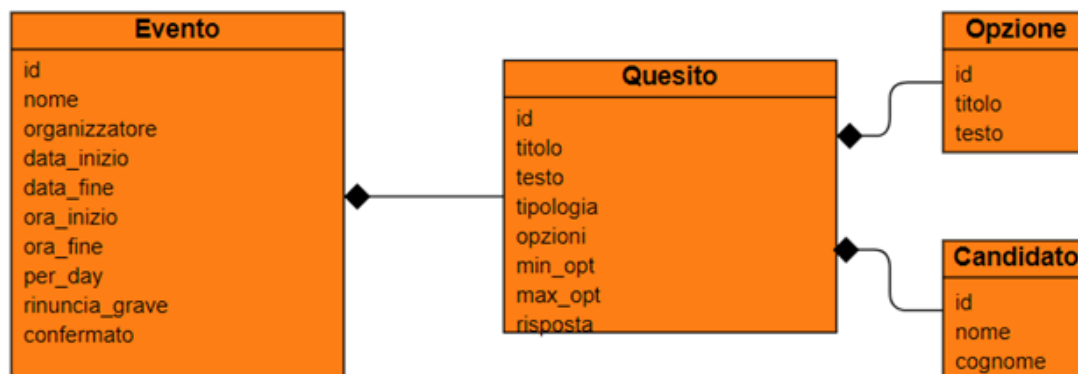 Evento
id
nome
organizzatore
data_inizio
data_fine
ora_inizio
ora_fine
per_day
rinuncia_grave
confermato
Quesito
id
titolo
testo
tipologia
opzioni
min_opt
max_opt
risposta
Opzione
id
titolo
testo
Candidato
id
nome
cognome